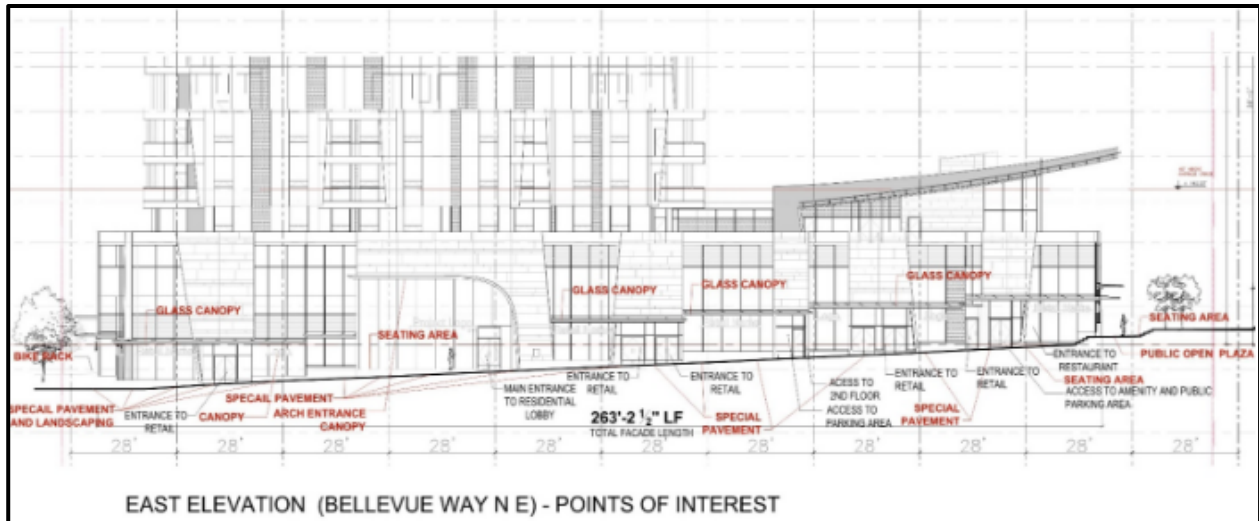 GLASS CANOPY
GLASS CANOPY
GLASS CANOPY
GLASS CANOPY
SEATING AREA
SEATING AREA
BIKE RACK
PUBLIC OPEN PLAZA
ENTRANCE TO
RESTAURANT
SEATING AREA
ACCESS TO AMENITY AND PUBLIC
PARKING AREA
SPECAIL PAVEMENT
AND LANDSCAPING
ENTRANCE TO
RETAIL
CANOPY
SPECAIL PAVEMENT
ARCH ENTRANCE
CANOPY
MAIN ENTRANCE
TO RESIDENTIAL
LOBBY
ENTRANCE TO
RETAIL
ENTRANCE TO
RETAIL
263'-2 ½" LF
TOTAL FACADE LENGTH
SPECIAL
PAVEMENT
ACESS TO
2ND FLOOR
ACCESS TO
PARKING AREA
ENTRANCE TO
RETAIL
ENTRANCE TO
RETAIL
SPECIAL
PAVEMENT
28' 28' 28' 28' 28' 28' 28' 28' 28' 28' 28'
EAST ELEVATION (BELLEVUE WAY N E) - POINTS OF INTEREST